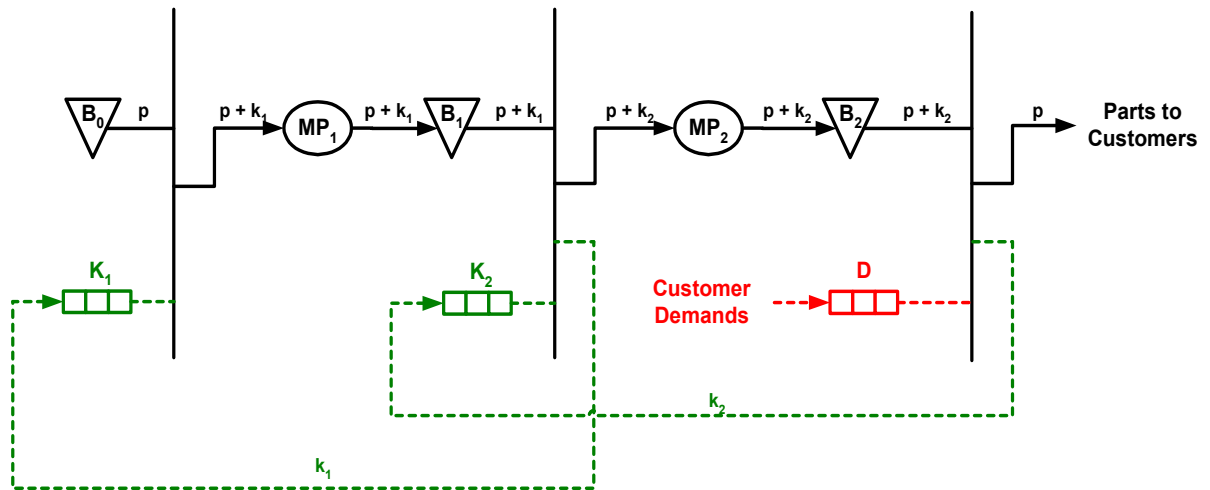 B₀
p
p + k₁
MP₁
p + k₁
B₁
p + k₁
p + k₂
MP₂
p + k₂
B₂
p + k₂
p
Parts to
Customers
K₁
K₂
Customer
Demands
D
k₂
k₁